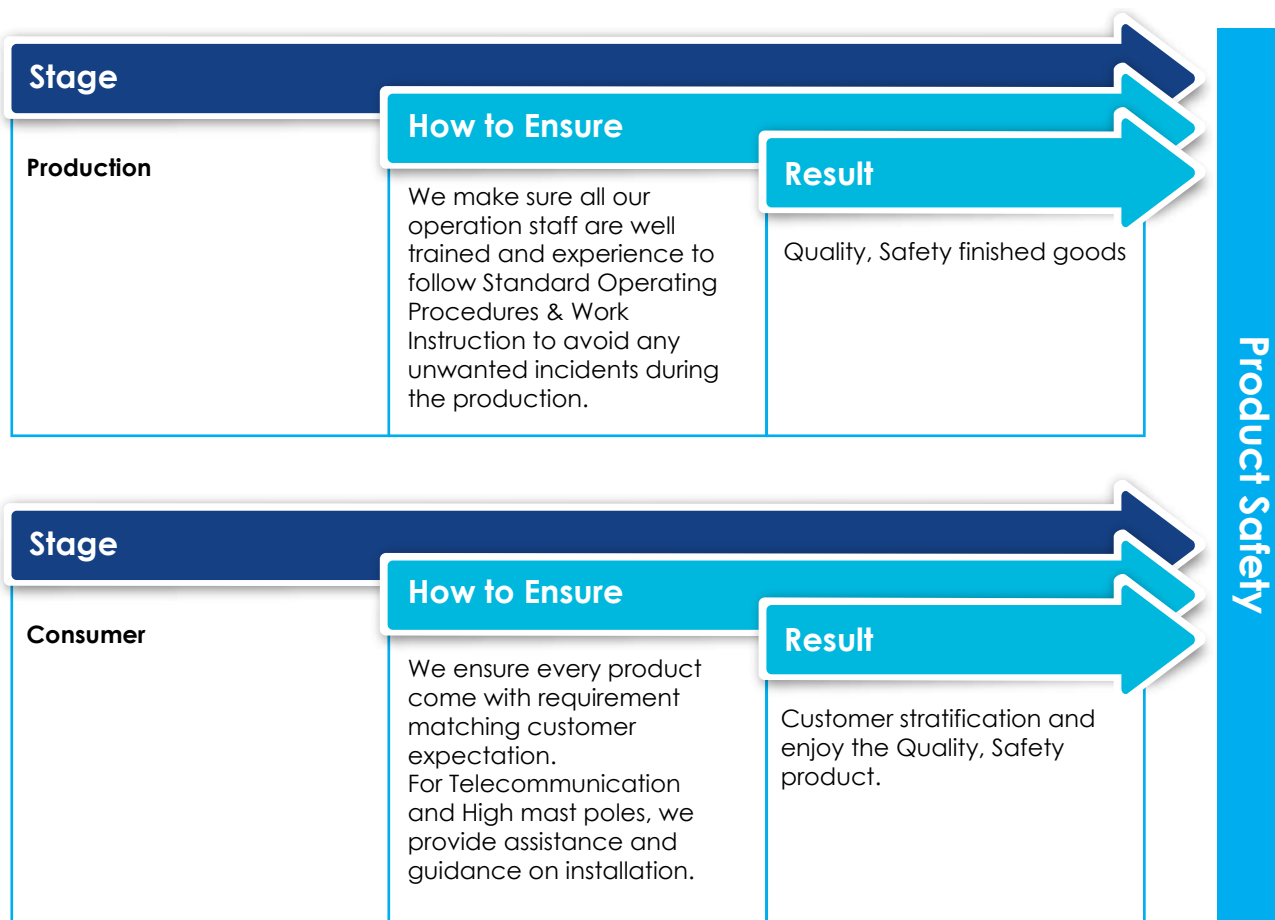 Stage
How to Ensure
Result
Production
We make sure all our
operation staff are well
trained and experience to
follow Standard Operating
Procedures & Work
Instruction to avoid any
unwanted incidents during
the production.
Quality, Safety finished goods
Stage
How to Ensure
Result
Consumer
We ensure every product
come with requirement
matching customer
expectation.
For Telecommunication
and High mast poles, we
provide assistance and
guidance on installation.
Customer stratification and
enjoy the Quality, Safety
product.
Product Safety